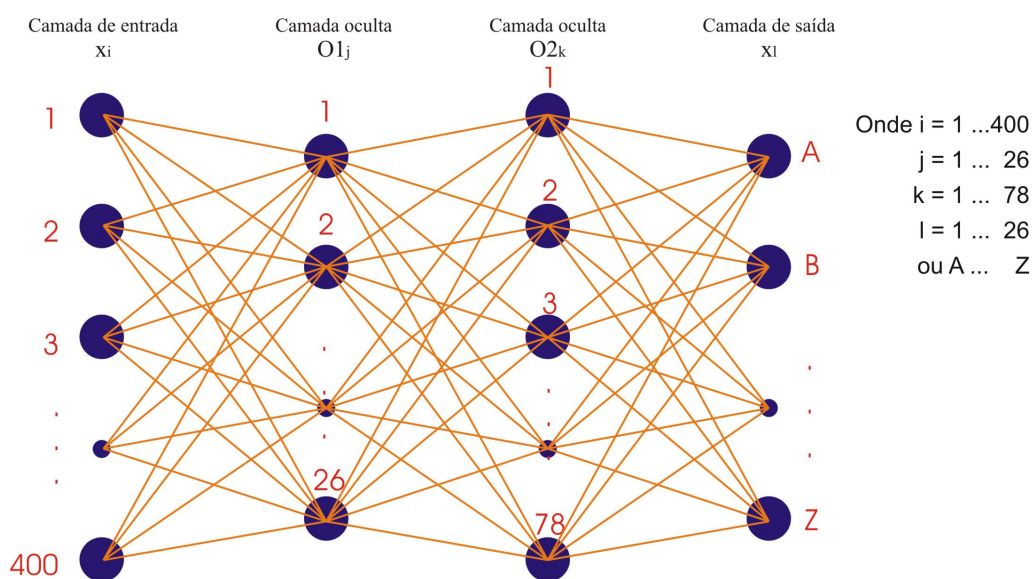 Camada de entrada
xi
Camada oculta
O1j
Camada oculta
O2k
Camada de saída
xl
1
2
3
400
1
2
26
1
2
3
78
A
B
Z
Onde i = 1 ...400
j = 1 ... 26
k = 1 ... 78
l = 1 ... 26
ou A ... Z